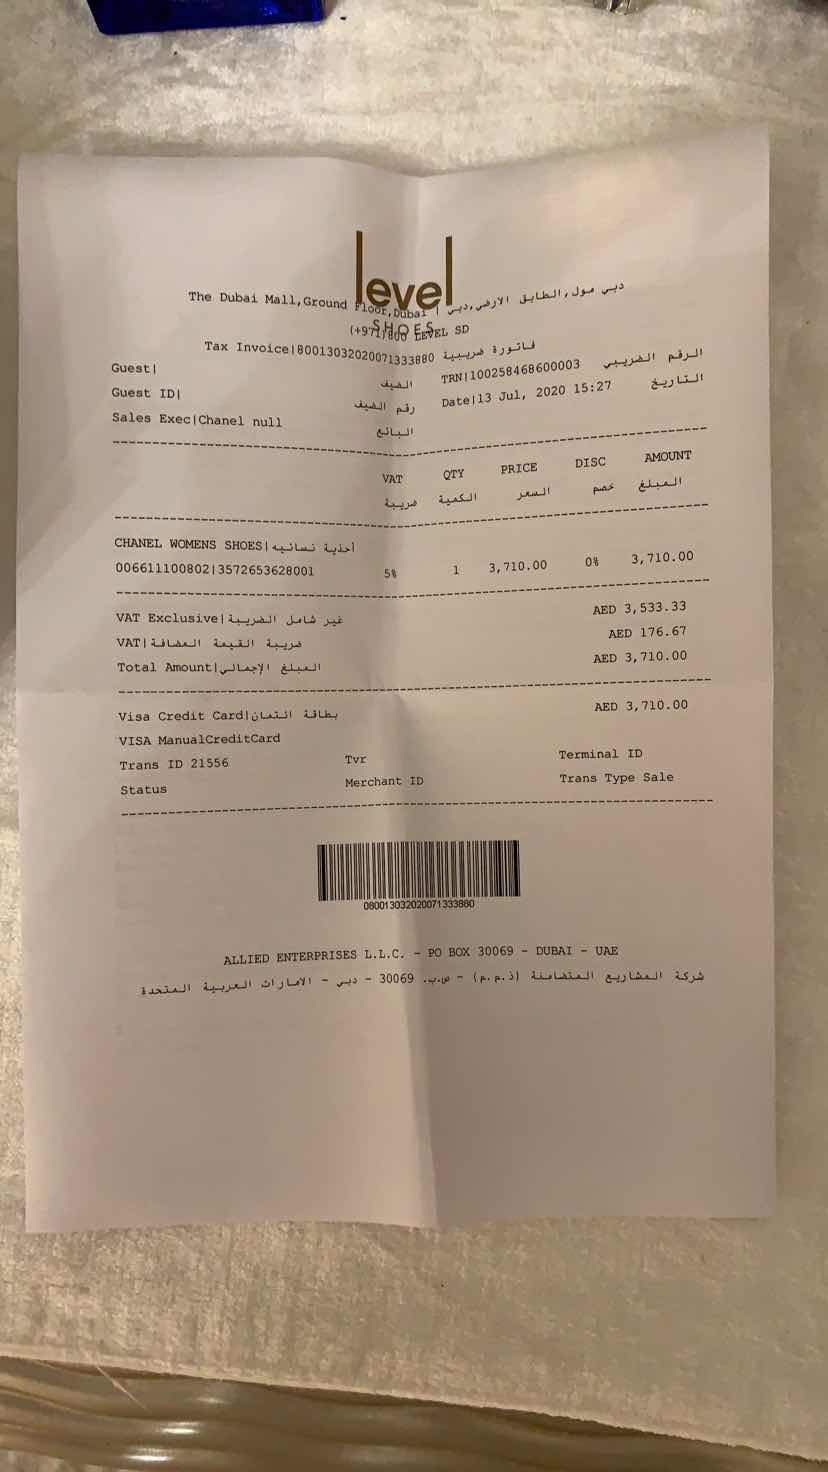 level
SHOES
The Dubai Mall,Ground Floor,Dubai | دبي مول,الطابق الارضي,دبي
(+971)800 LEVEL SD
Tax Invoice|80013032020071333880 فاتورة ضريبية
Guest| الضيف TRN|100258468600003 الرقم الضريبي
Guest ID| رقم الضيف Date|13 Jul, 2020 15:27 التاريخ
Sales Exec|Chanel null البائع
VAT QTY PRICE DISC AMOUNT
ضريبة الكمية السعر خصم المبلغ
CHANEL WOMENS SHOES|أحذية نسائيه
006611100802|3572653628001 5% 1 3,710.00 0% 3,710.00
VAT Exclusive|غير شامل الضريبة AED 3,533.33
VAT|ضريبة القيمة المضافة AED 176.67
Total Amount|المبلغ الإجمالي AED 3,710.00
Visa Credit Card|بطاقة ائتمان AED 3,710.00
VISA ManualCreditCard
Trans ID 21556 Tvr Terminal ID
Status Merchant ID Trans Type Sale
080013032020071333880
ALLIED ENTERPRISES L.L.C. - PO BOX 30069 - DUBAI - UAE
شركة المشاريع المتضامنة (ذ.م.م) - ص.ب. 30069 - دبي - الامارات العربية المتحدة